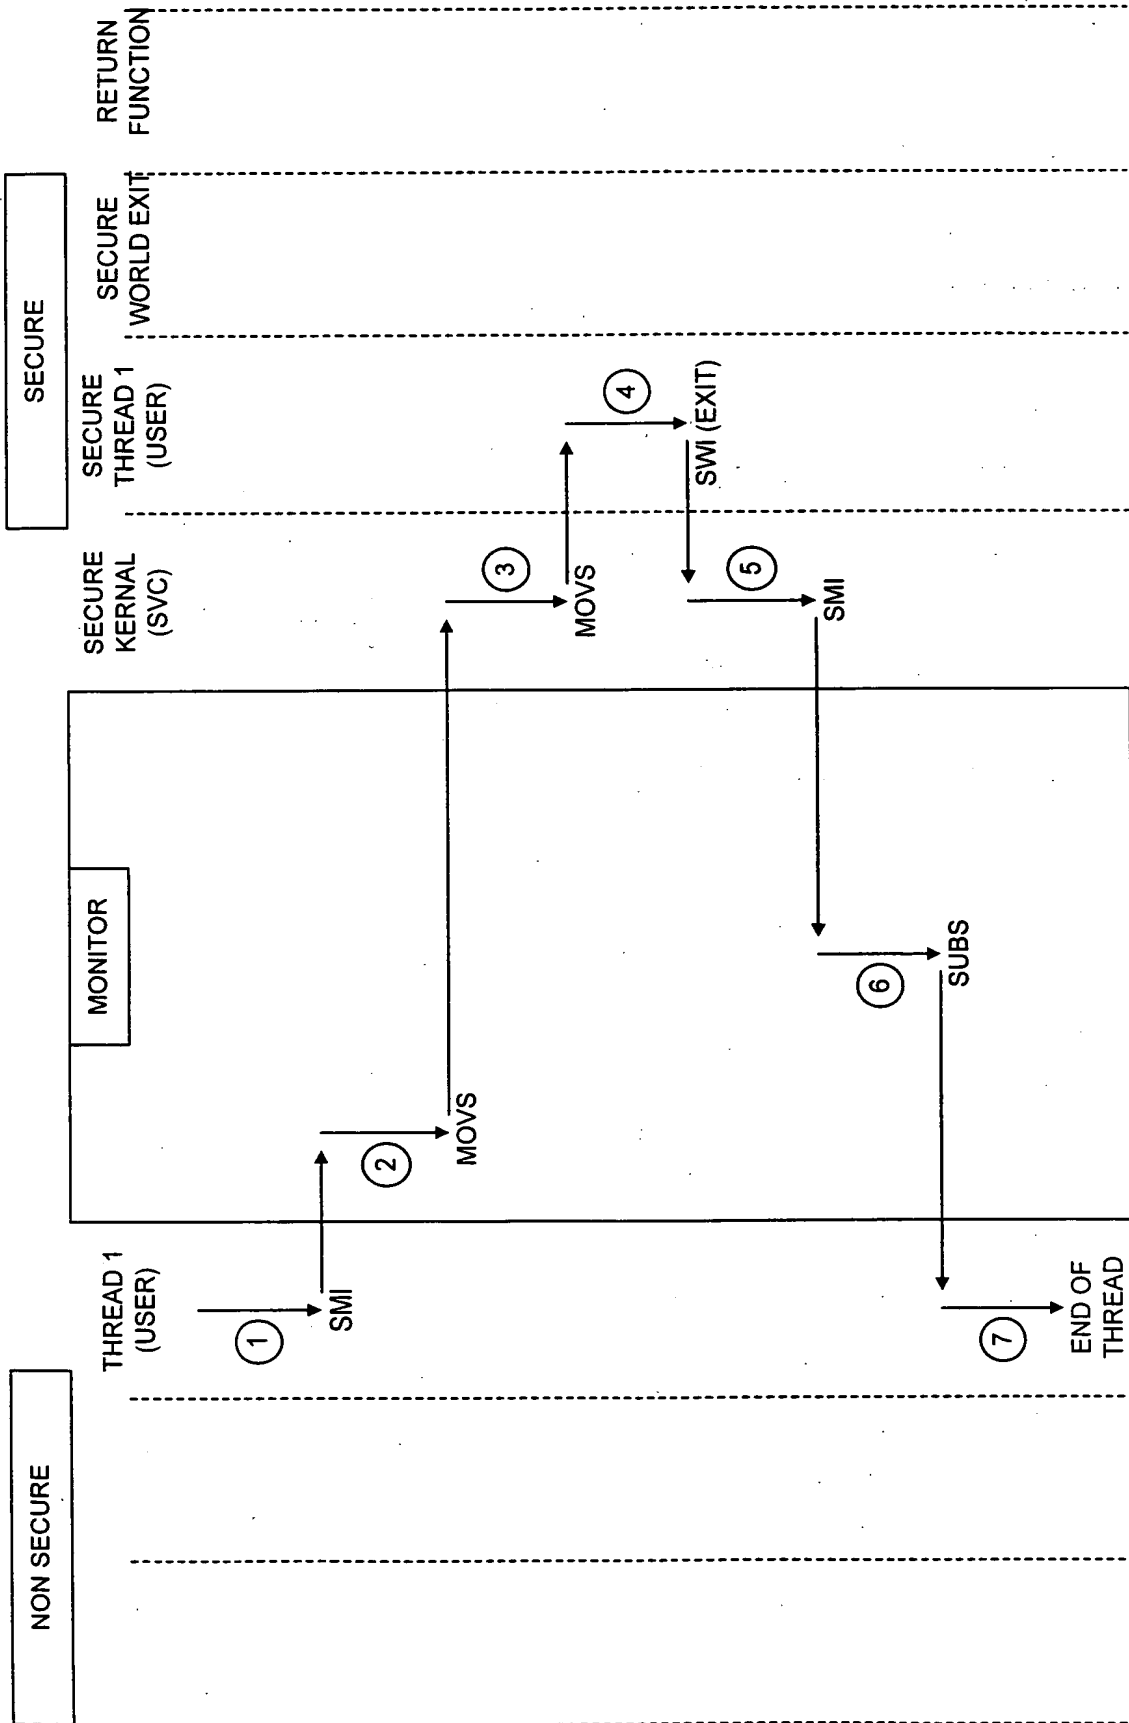 NON SECURE
SECURE
MONITOR
THREAD 1
(USER)
SECURE
KERNAL
(SVC)
SECURE
THREAD 1
(USER)
SECURE
WORLD EXIT
RETURN
FUNCTION
1
SMI
2
MOVS
3
MOVS
4
SWI (EXIT)
5
SMI
6
SUBS
7
END OF
THREAD